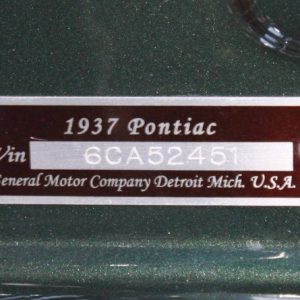 1937 Pontiac
Vin 6CA52451
General Motor Company Detroit Mich. U.S.A.